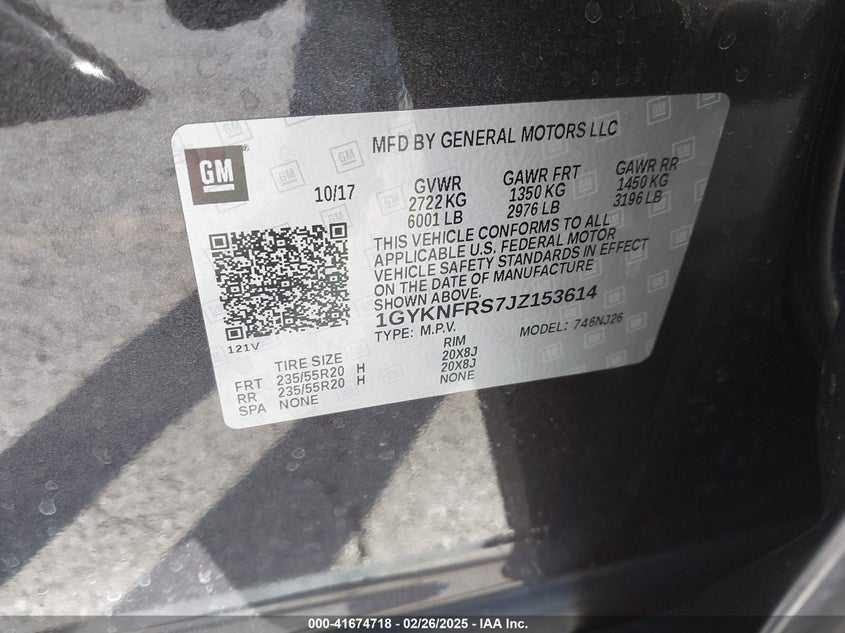 MFD BY GENERAL MOTORS LLC
GM
10/17
GVWR
2722 KG
6001 LB
GAWR FRT
1350 KG
2976 LB
GAWR RR
1450 KG
3196 LB
THIS VEHICLE CONFORMS TO ALL
APPLICABLE U.S. FEDERAL MOTOR
VEHICLE SAFETY STANDARDS IN EFFECT
ON THE DATE OF MANUFACTURE
SHOWN ABOVE.
1GYKNFRS7JZ153614
TYPE: M.P.V.
MODEL: 746NJ26
121V
TIRE SIZE
RIM
FRT 235/55R20 H 20X8J
RR 235/55R20 H 20X8J
SPA NONE NONE
000-41674718 - 02/26/2025 - © IAA Inc.